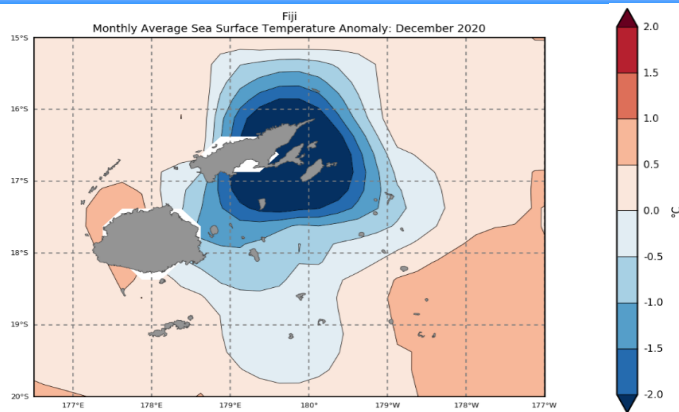 Fiji
Monthly Average Sea Surface Temperature Anomaly: December 2020
15°S
16°S
17°S
18°S
19°S
20°S
177°E
178°E
179°E
180°
179°W
178°W
177°W
2.0
1.5
1.0
0.5
0.0
-0.5
-1.0
-1.5
-2.0
°C